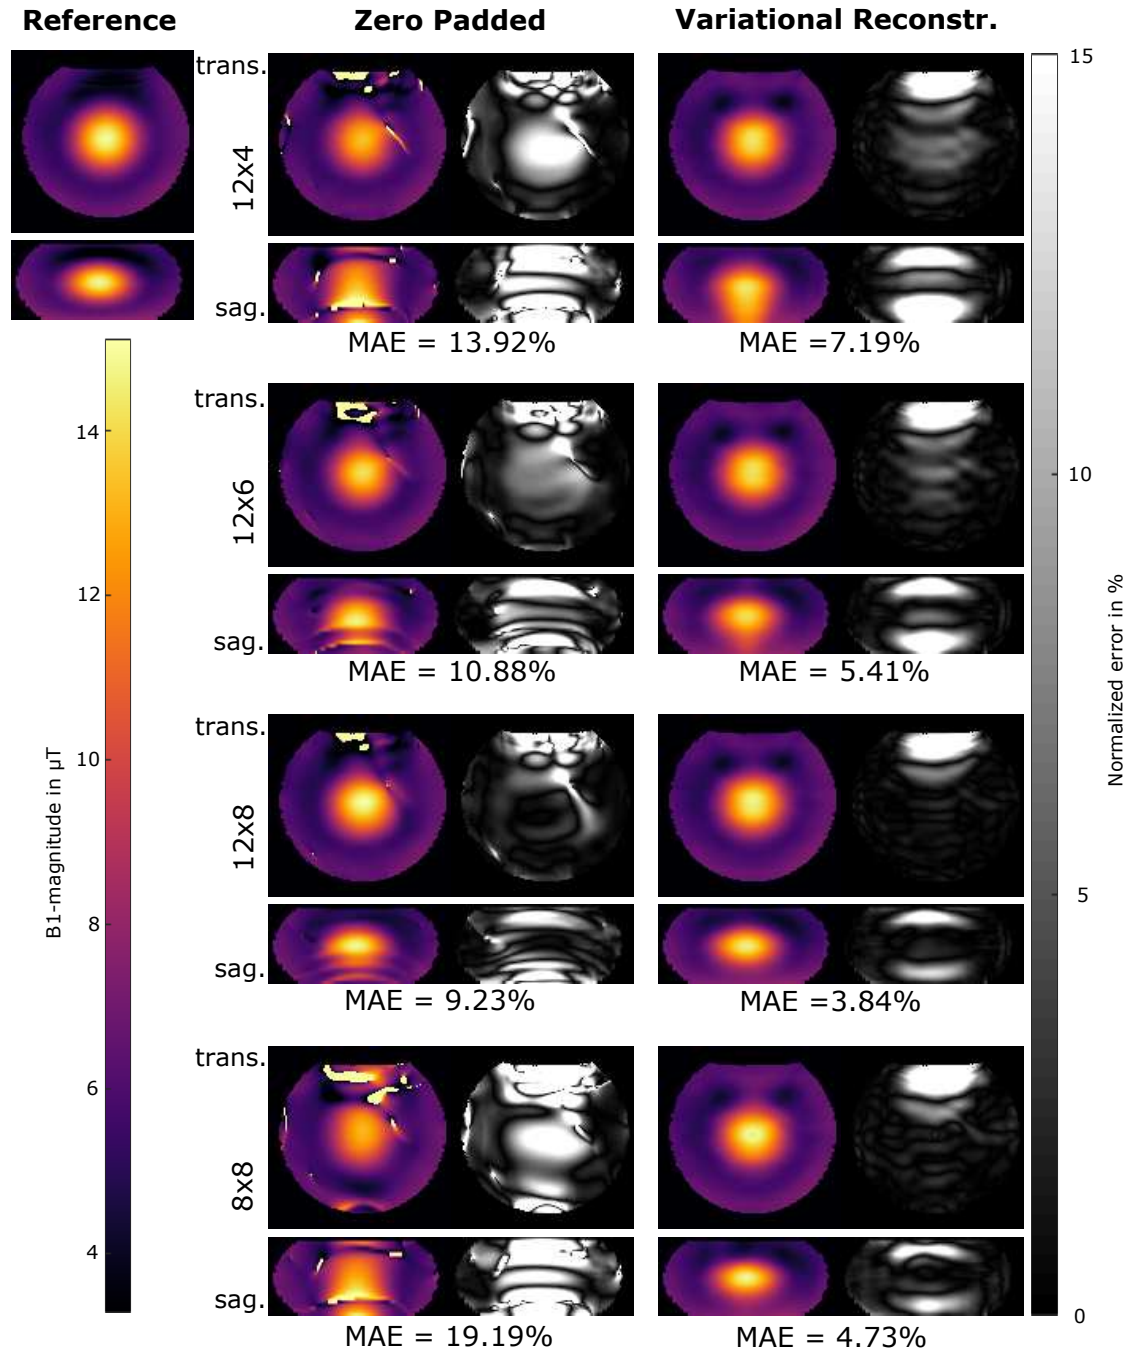 Reference
Zero Padded
Variational Reconstr.
trans.
12x4
sag.
MAE = 13.92%
MAE =7.19%
trans.
12x6
sag.
MAE = 10.88%
MAE = 5.41%
trans.
12x8
sag.
MAE = 9.23%
MAE =3.84%
trans.
8x8
sag.
MAE = 19.19%
MAE = 4.73%
14
12
10
8
6
4
B1-magnitude in µT
15
10
5
0
Normalized error in %